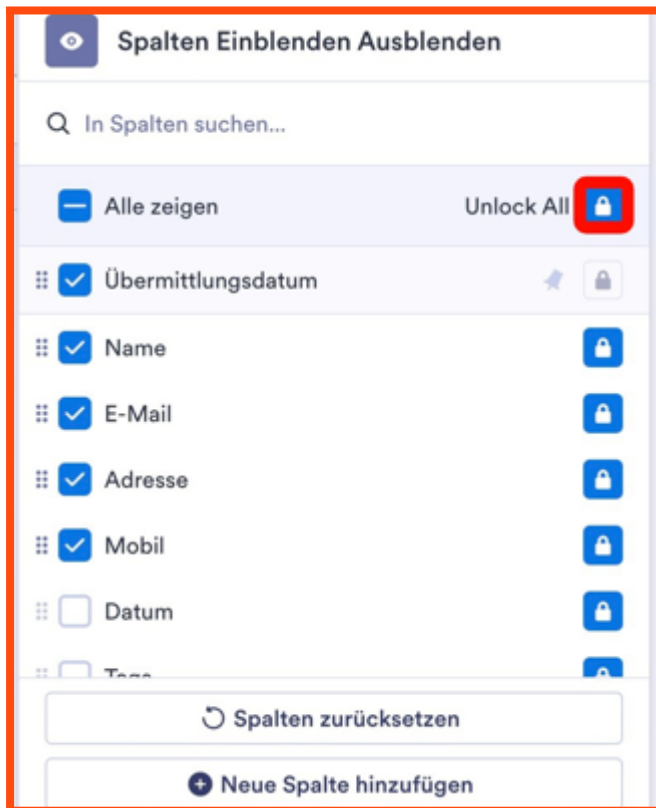 Spalten Einblenden Ausblenden
In Spalten suchen...
Alle zeigen Unlock All
Übermittlungsdatum
Name
E-Mail
Adresse
Mobil
Datum
Tags
Spalten zurücksetzen
Neue Spalte hinzufügen